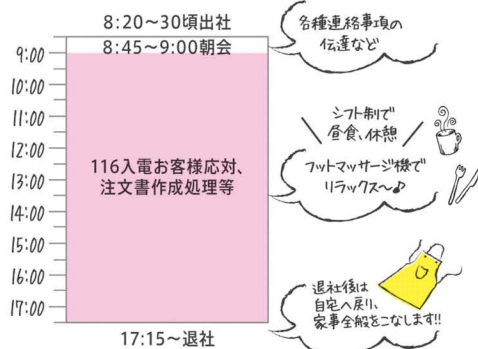 8:20～30頃出社
8:45～9:00朝会
各種連絡事項の
伝達など
9:00
10:00
11:00
12:00
13:00
14:00
15:00
16:00
17:00
116入電お客様応対、
注文書作成処理等
シフト制で
昼食、休憩
フットマッサージ機で
リラックス～♪
退社後は
自宅へ戻り、
家事全般をこなします!!
17:15～退社